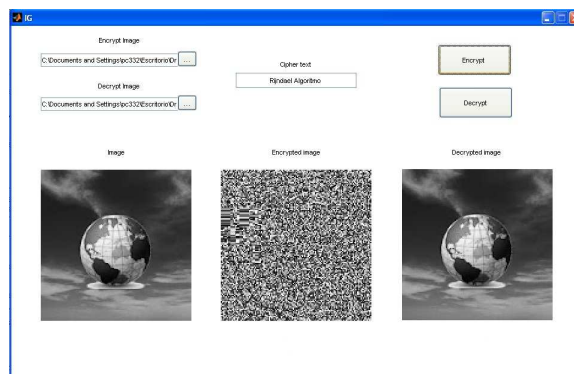 IG
Encrypt Image
C:\Documents and Settings\pc332\Escritorio\Dr ...
Cipher text
Rijndael Algoritmo
Encrypt
Decrypt Image
C:\Documents and Settings\pc332\Escritorio\Dr ...
Decrypt
Image
Encrypted image
Decrypted image